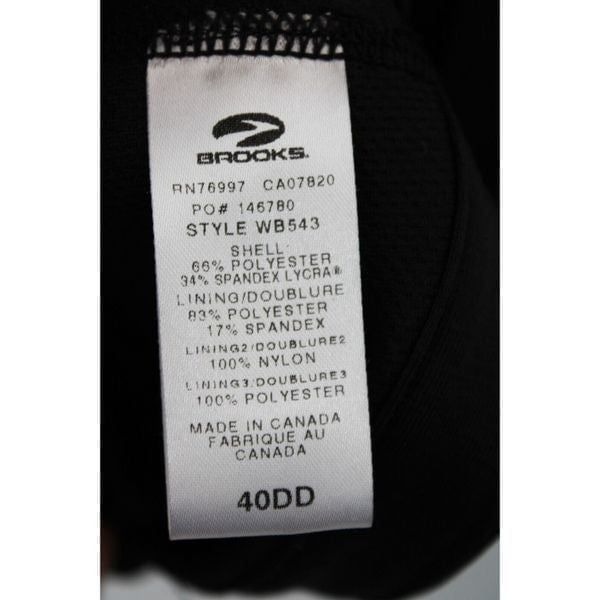 BROOKS
RN76997 CA07820
PO# 146780
STYLE WB543
SHELL:
66% POLYESTER
34% SPANDEX LYCRA®
LINING/DOUBLURE
83% POLYESTER
17% SPANDEX
LINING2/DOUBLURE2
100% NYLON
LINING3/DOUBLURE3
100% POLYESTER
MADE IN CANADA
FABRIQUE AU
CANADA
40DD